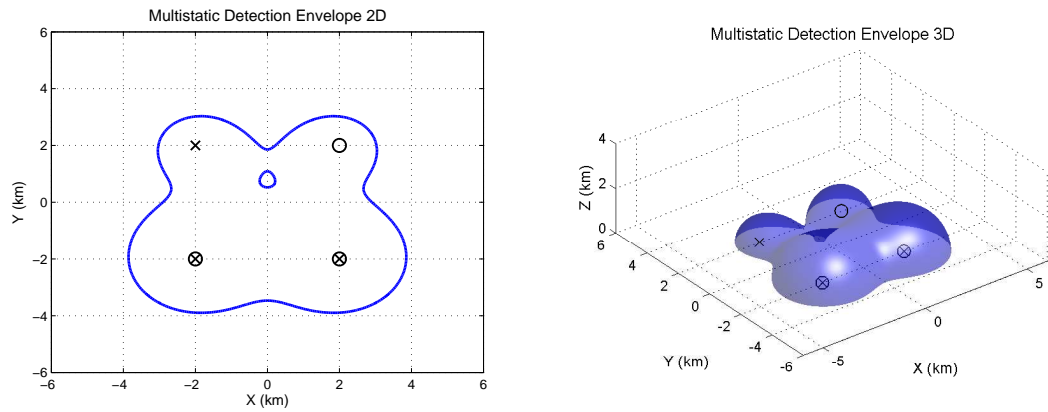 Multistatic Detection Envelope 2D
6
4
2
0
−2
−4
−6
Y (km)
−6 −4 −2 0 2 4 6
X (km)
Multistatic Detection Envelope 3D
4
2
0
Z (km)
6
4
2
0
-2
-4
-6
Y (km)
-5
0
5
X (km)